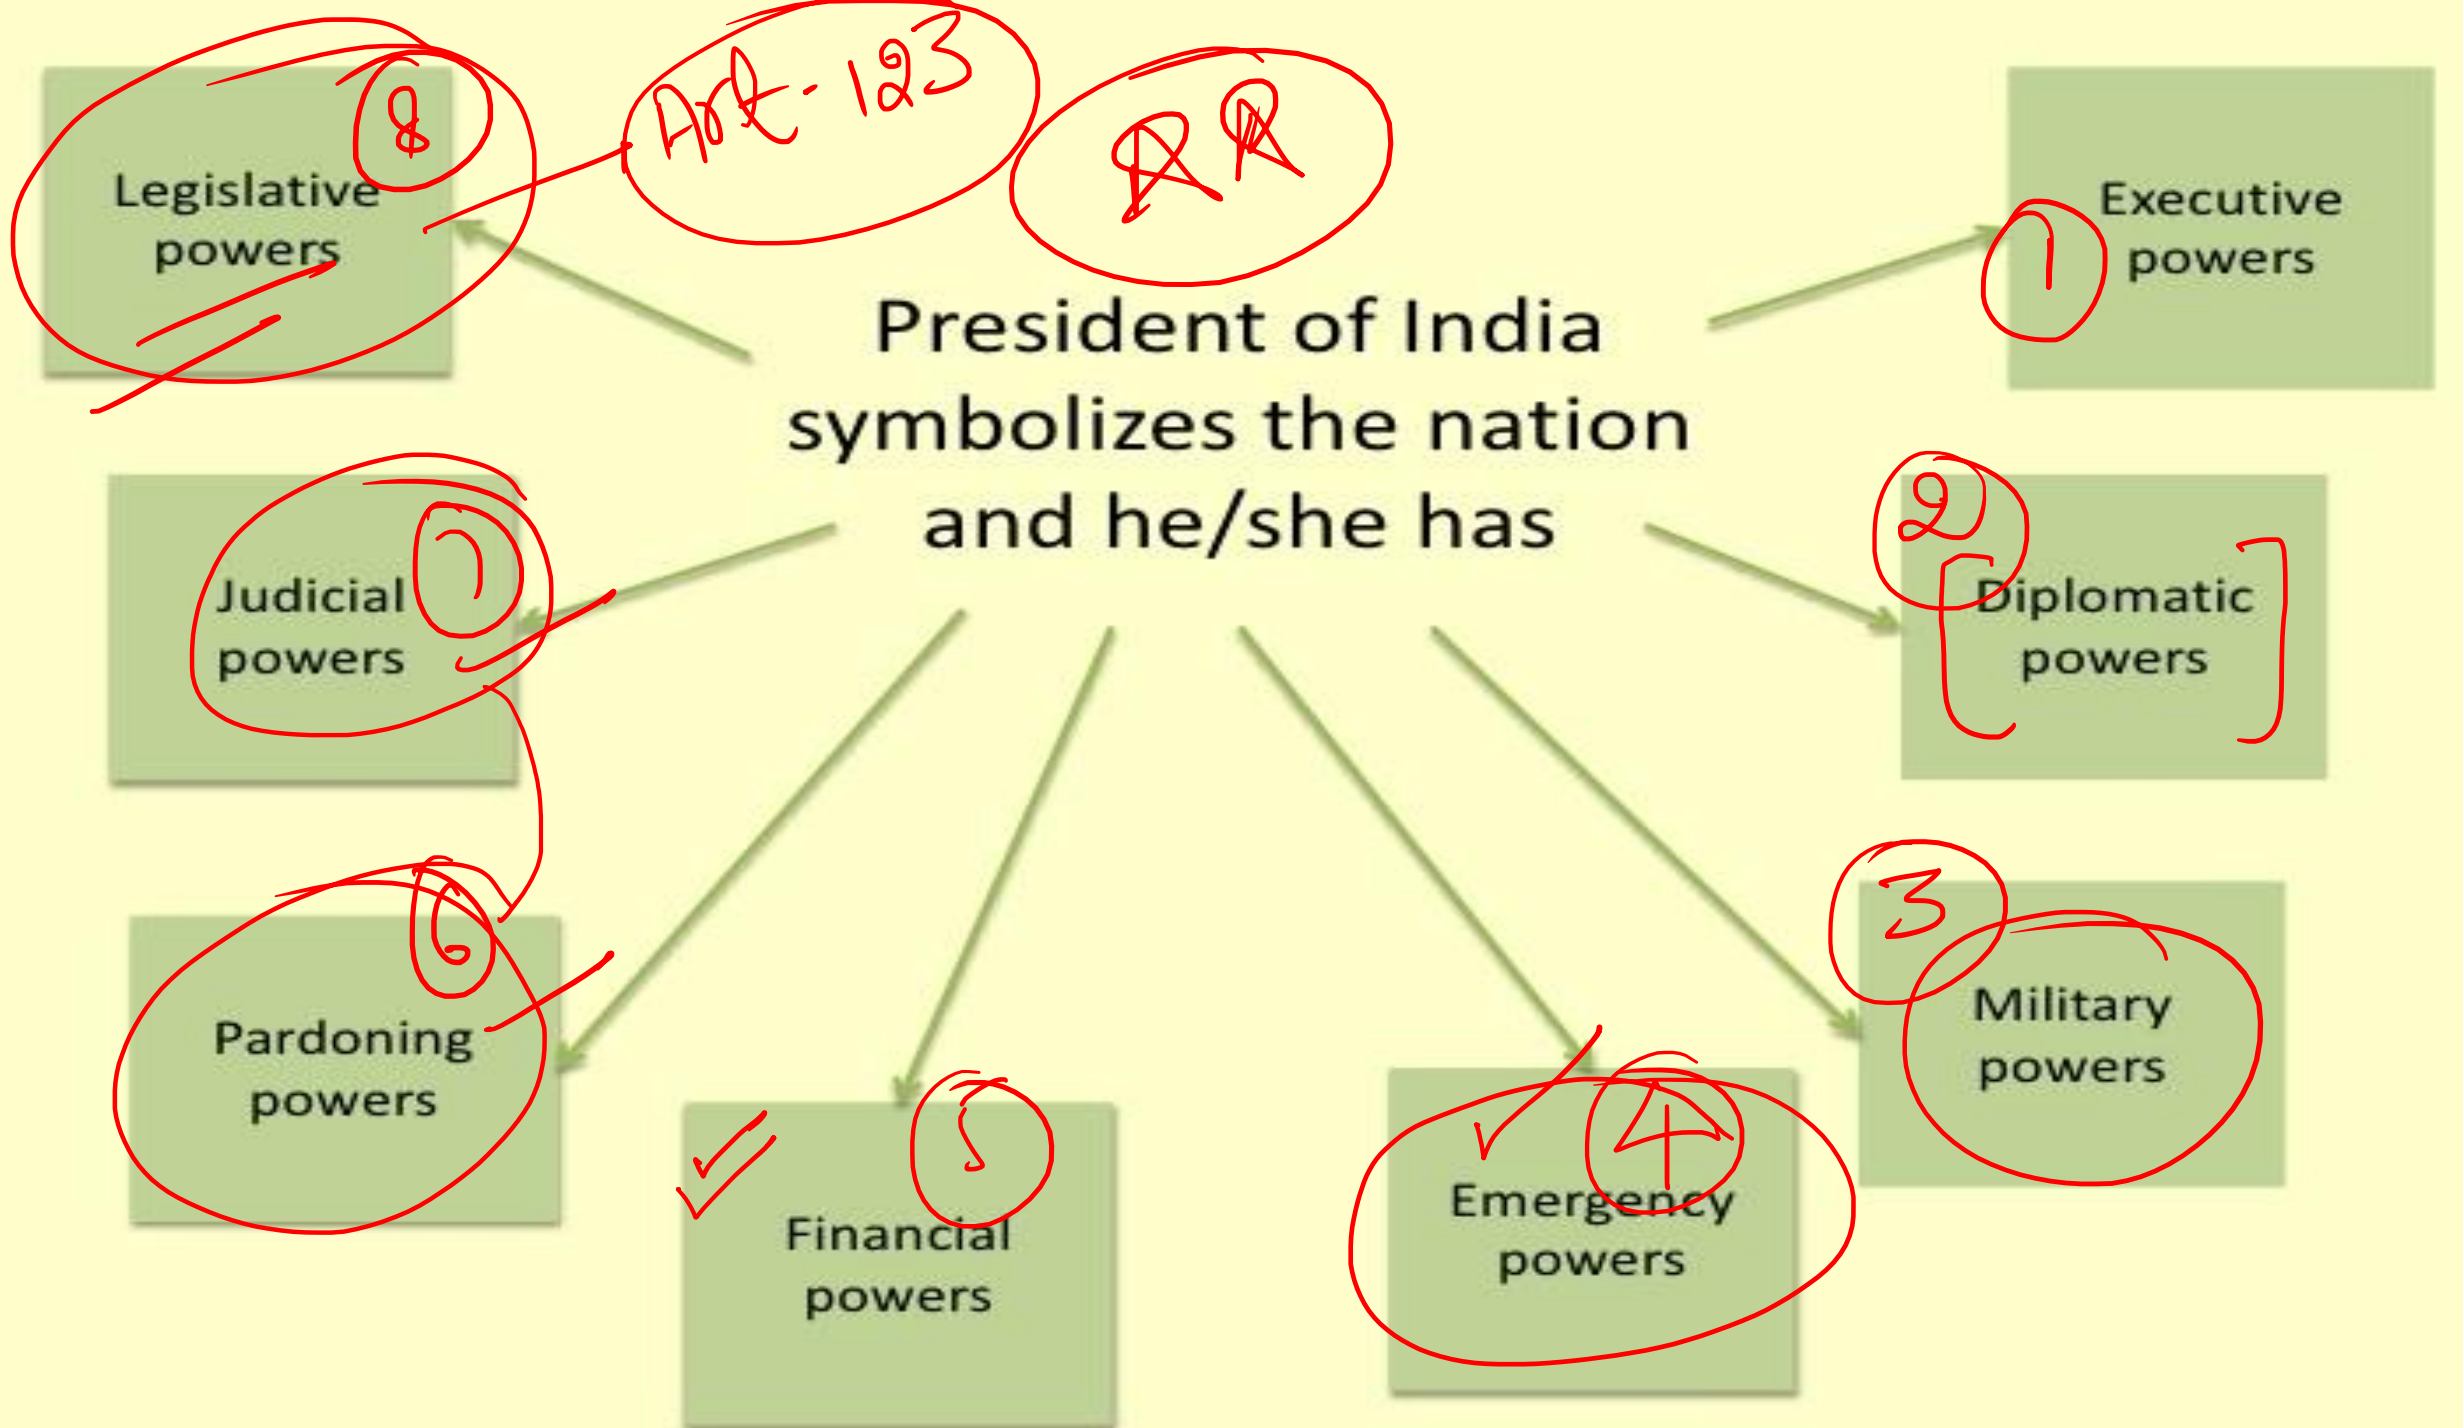 8
Art-123
Legislative
powers
President of India
symbolizes the nation
and he/she has
1
Executive
powers
2
Diplomatic
powers
7
Judicial
powers
3
Military
powers
6
Pardoning
powers
5
Financial
powers
4
Emergency
powers